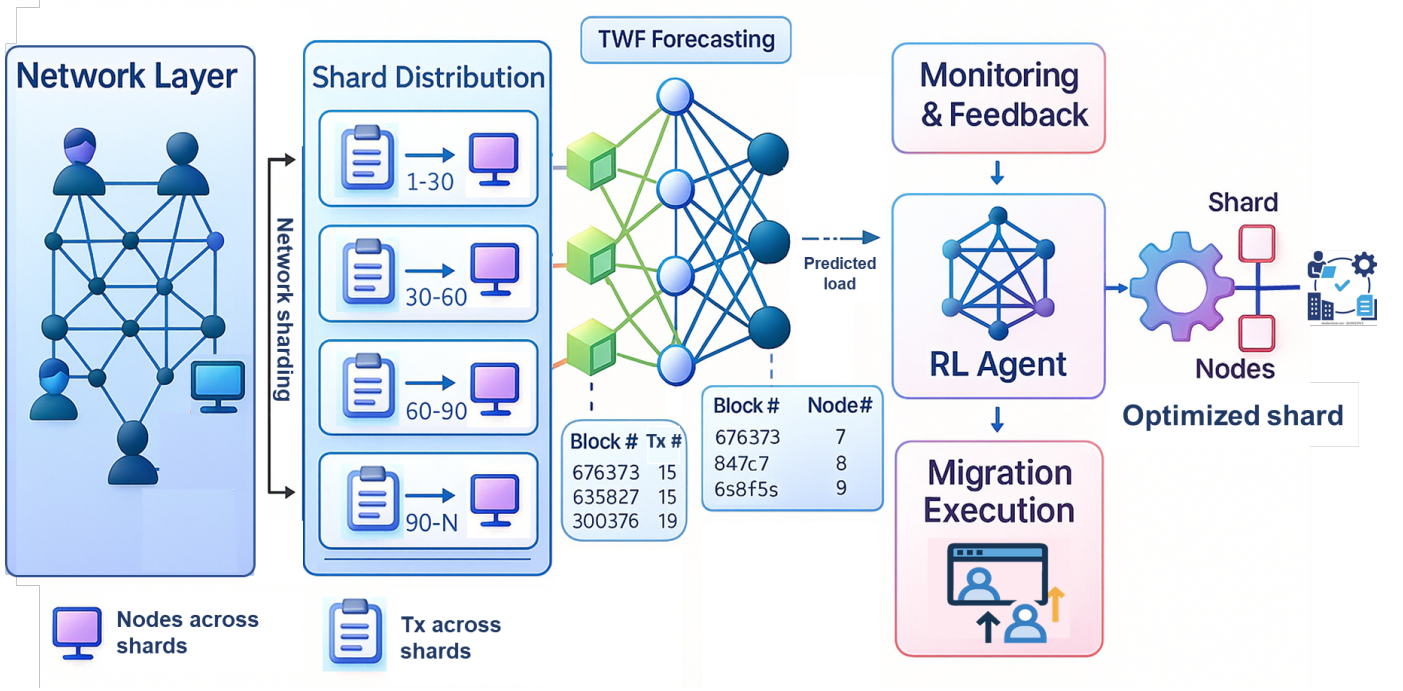 Network Layer
Network sharding
Shard Distribution
1-30
30-60
60-90
90-N
TWF Forecasting
Block # Tx #
676373 15
635827 15
300376 19
Block # Node#
676373 7
847c7 8
6s8f5s 9
Predicted
load
Monitoring
& Feedback
RL Agent
Migration
Execution
Shard
Nodes
Optimized shard
Nodes across
shards
Tx across
shards